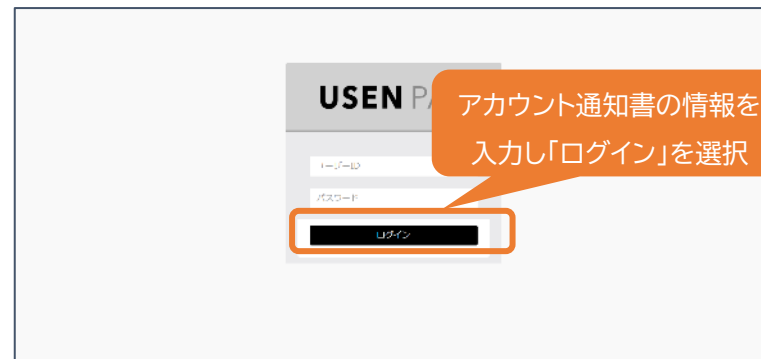 USEN
アカウント通知書の情報を
入力し「ログイン」を選択
ユーザーID
パスワード
ログイン